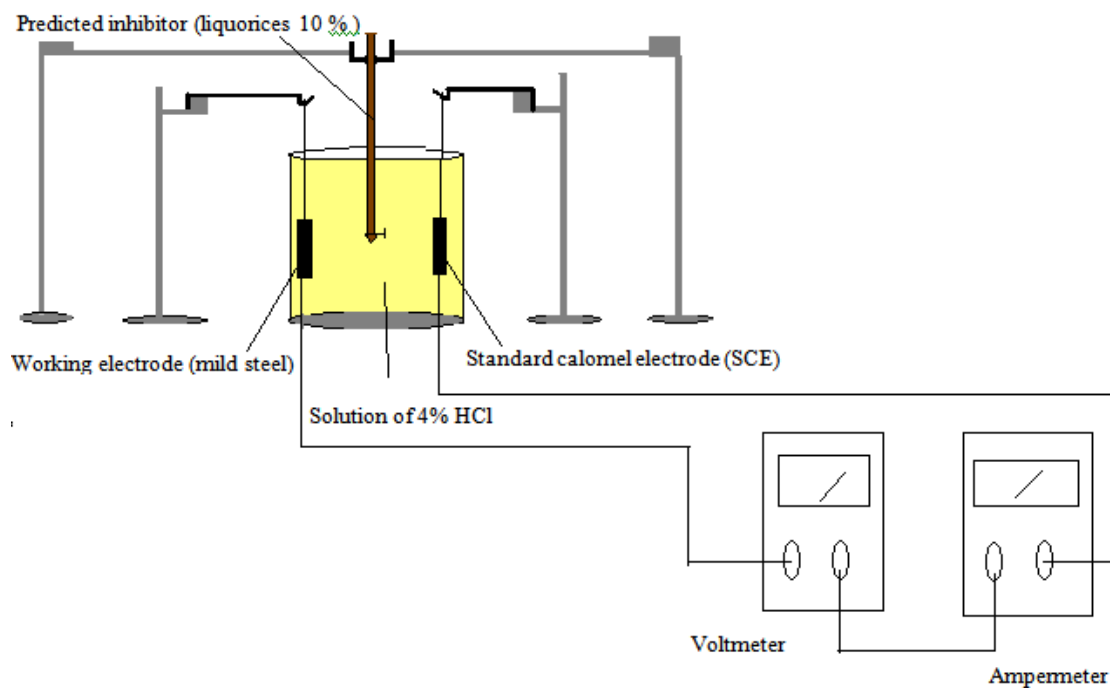 Predicted inhibitor (liquorices 10 %)
Working electrode (mild steel)
Standard calomel electrode (SCE)
Solution of 4% HCl
Voltmeter
Ampermeter